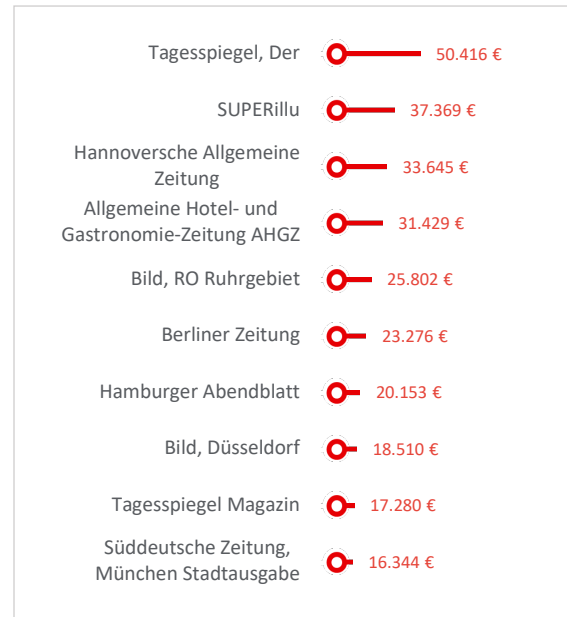 Tagesspiegel, Der 50.416 €
SUPERillu 37.369 €
Hannoversche Allgemeine
Zeitung 33.645 €
Allgemeine Hotel- und
Gastronomie-Zeitung AHGZ 31.429 €
Bild, RO Ruhrgebiet 25.802 €
Berliner Zeitung 23.276 €
Hamburger Abendblatt 20.153 €
Bild, Düsseldorf 18.510 €
Tagesspiegel Magazin 17.280 €
Süddeutsche Zeitung,
München Stadtausgabe 16.344 €